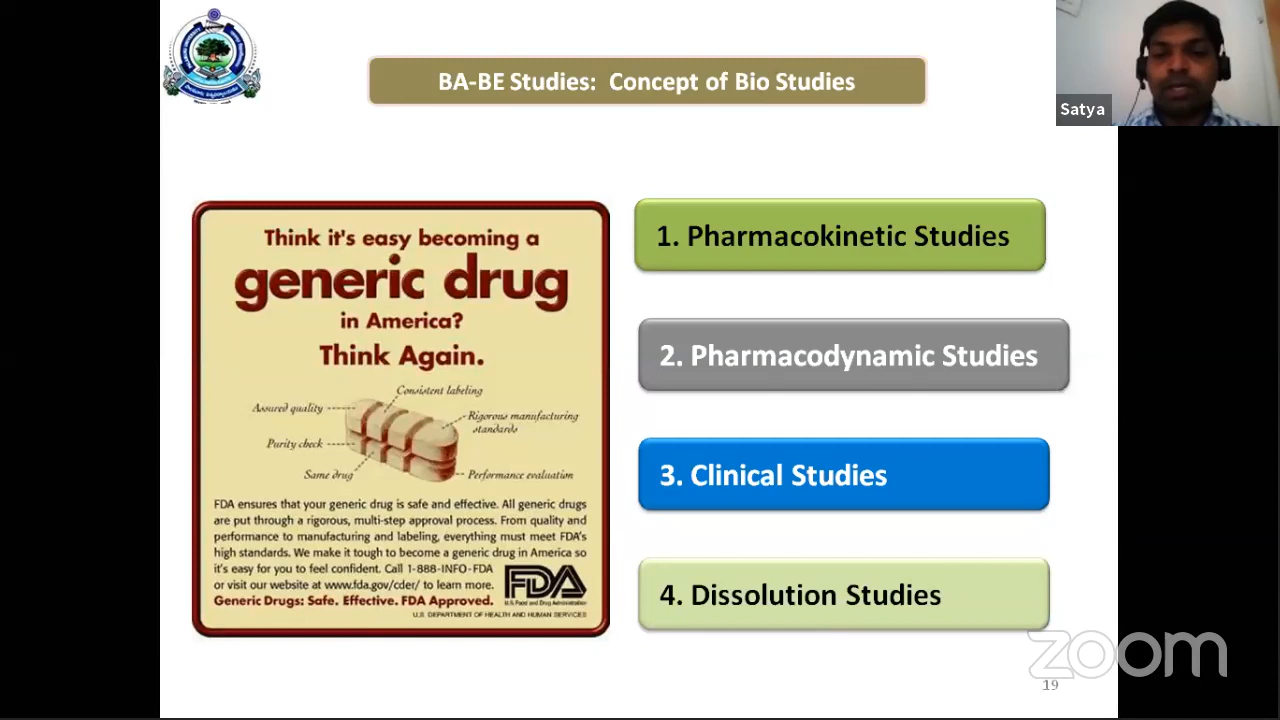 BA-BE Studies: Concept of Bio Studies
Satya
Think it's easy becoming a
generic drug
in America?
Think Again.
Consistent labeling
Assured quality
Rigorous manufacturing
standards
Purity check
Same drug
Performance evaluation
FDA ensures that your generic drug is safe and effective. All generic drugs
are put through a rigorous, multi-step approval process. From quality and
performance to manufacturing and labeling, everything must meet FDA's
high standards. We make it tough to become a generic drug in America so
it's easy for you to feel confident. Call 1-888-INFO-FDA
or visit our website at www.fda.gov/cder/ to learn more.
Generic Drugs: Safe. Effective. FDA Approved.
FDA
U.S. Food and Drug Administration
U.S. DEPARTMENT OF HEALTH AND HUMAN SERVICES
1. Pharmacokinetic Studies
2. Pharmacodynamic Studies
3. Clinical Studies
4. Dissolution Studies
zoom
19